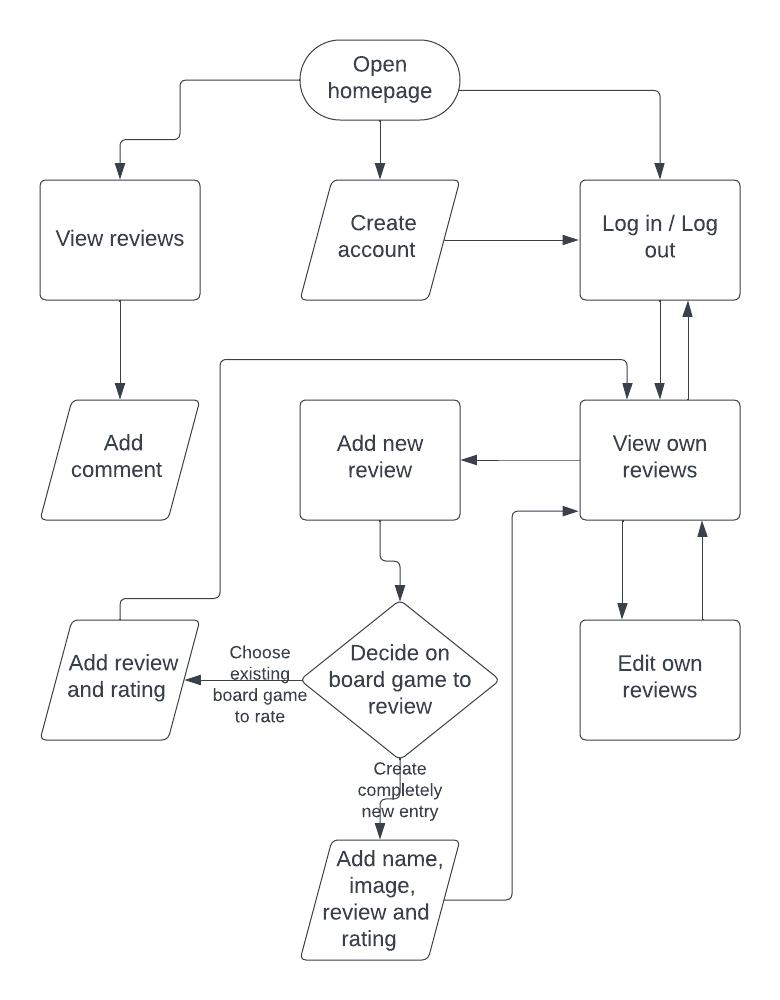 Open
homepage
View reviews
Create
account
Log in / Log
out
Add
comment
Add new
review
View own
reviews
Add review
and rating
Choose
existing
board game
to rate
Decide on
board game to
review
Edit own
reviews
Create
completely
new entry
Add name,
image,
review and
rating